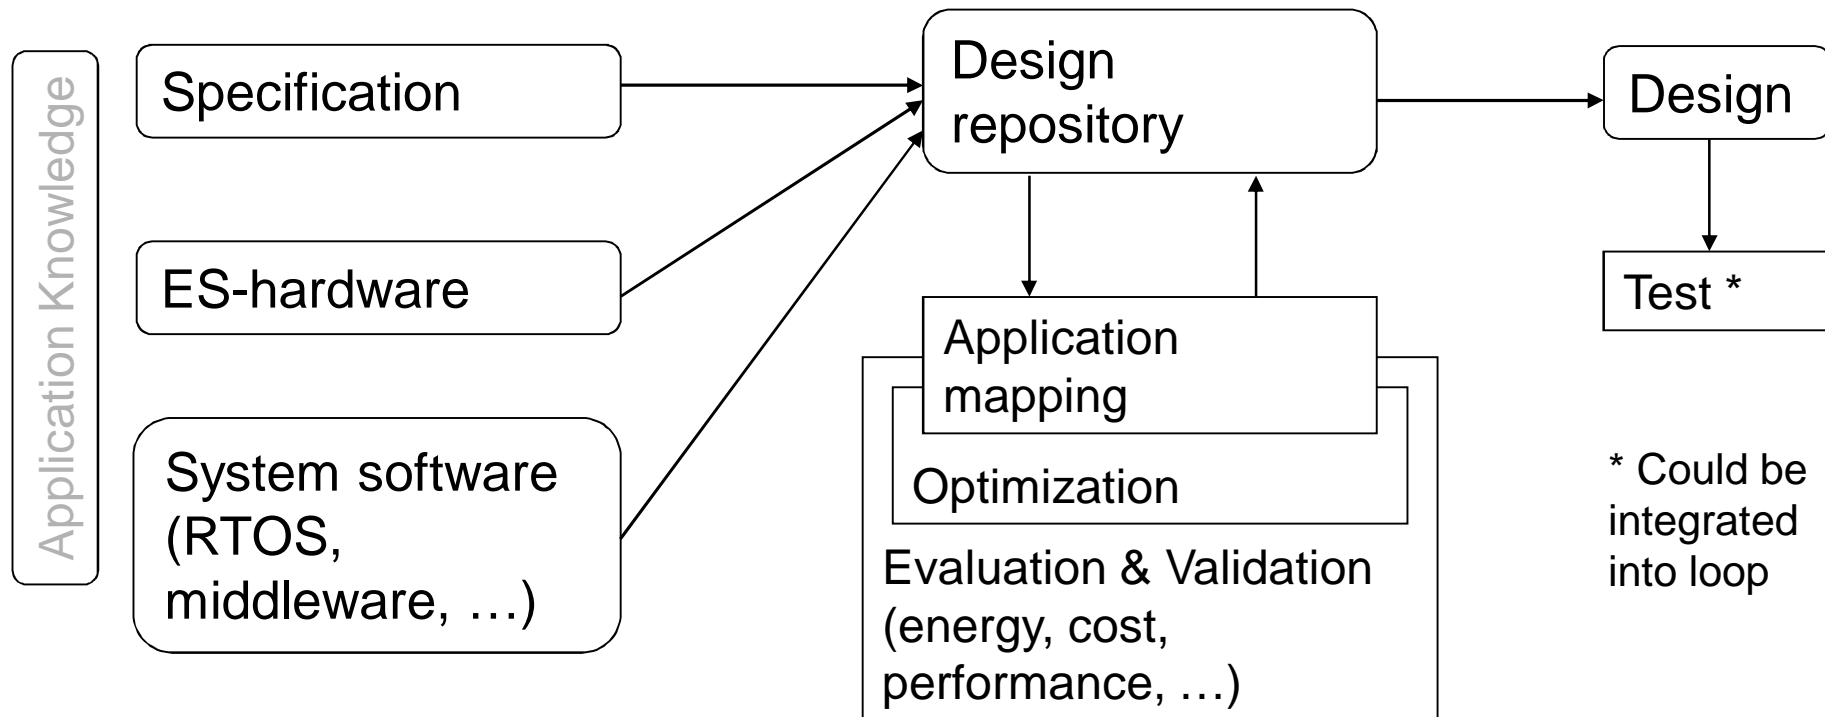 Application Knowledge
Specification
ES-hardware
System software
(RTOS,
middleware, …)
Design
repository
Application
mapping
Optimization
Evaluation & Validation
(energy, cost,
performance, …)
Design
Test *
* Could be
integrated
into loop